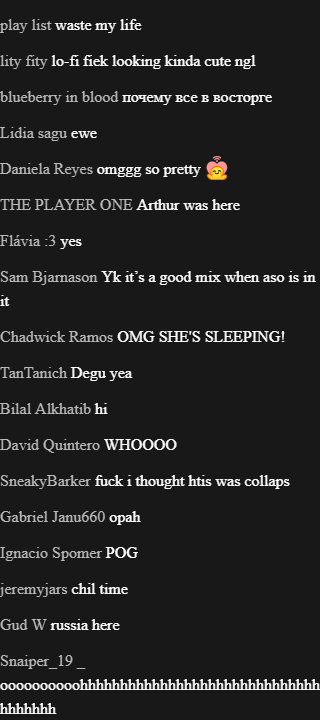 play list waste my life
lity fity lo-fi fiek looking kinda cute ngl
blueberry in blood почему все в восторге
Lidia sagu ewe
Daniela Reyes omggg so pretty
THE PLAYER ONE Arthur was here
Flávia :3 yes
Sam Bjarnason Yk it’s a good mix when aso is in
it
Chadwick Ramos OMG SHE'S SLEEPING!
TanTanich Degu yea
Bilal Alkhatib hi
David Quintero WHOOOO
SneakyBarker fuck i thought htis was collaps
Gabriel Janu660 opah
Ignacio Spomer POG
jeremyjars chil time
Gud W russia here
Snaiper_19 _
oooooooooohhhhhhhhhhhhhhhhhhhhhhhhhhhhhh
hhhhhhh